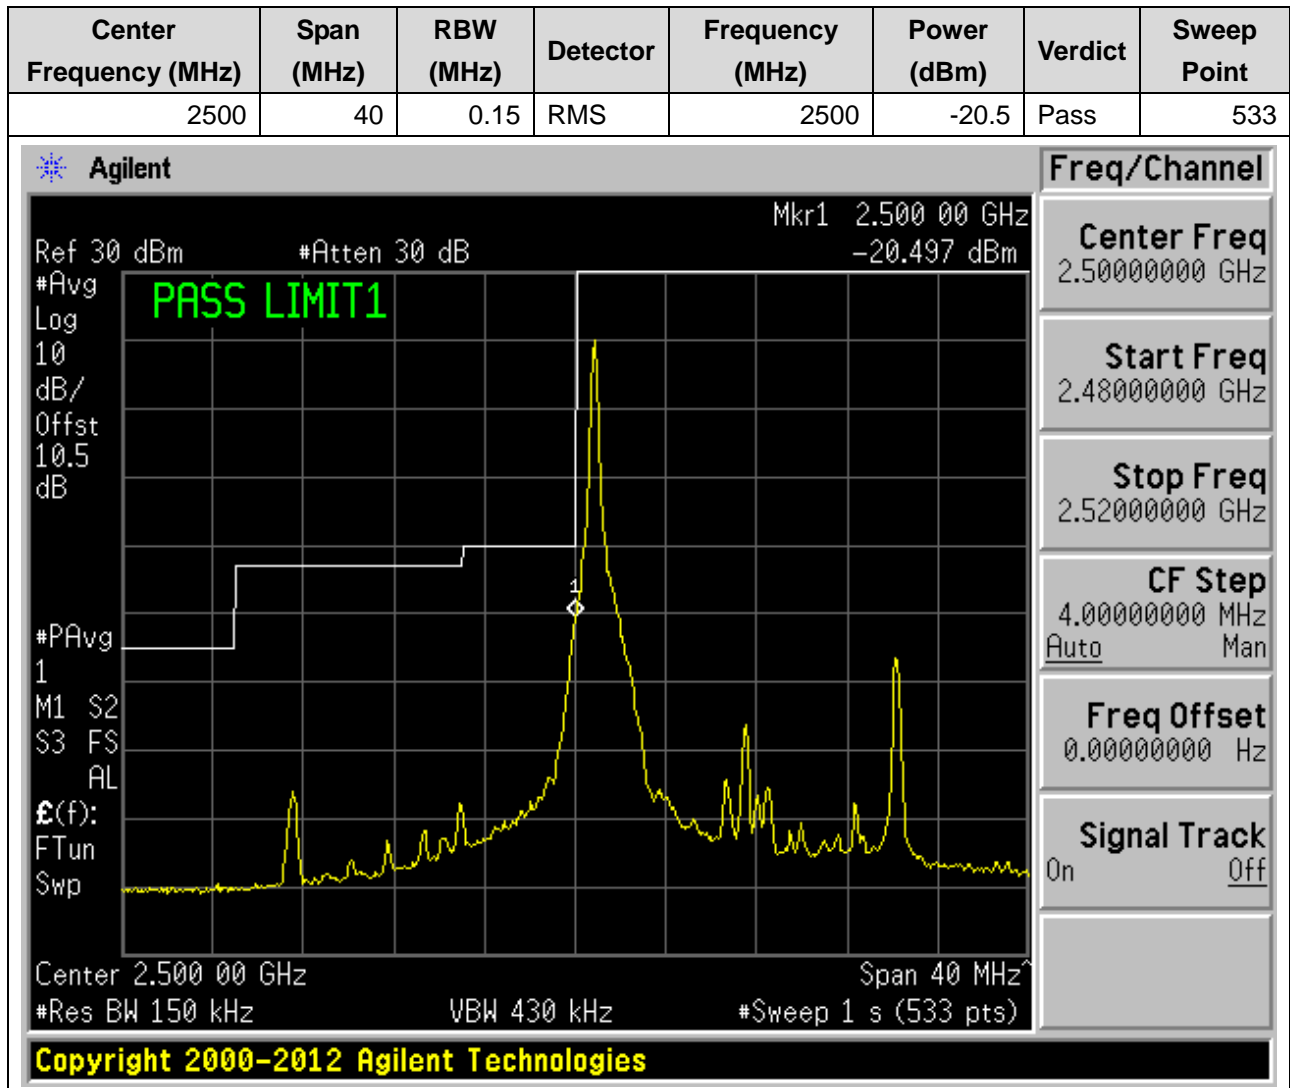 Center Frequency (MHz) Span (MHz) RBW (MHz) Detector Frequency (MHz) Power (dBm) Verdict Sweep Point
2500 40 0.15 RMS 2500 -20.5 Pass 533
Agilent
Freq/Channel
Mkr1 2.500 00 GHz
Ref 30 dBm #Atten 30 dB -20.497 dBm
#Avg
Log
10
dB/
Offst
10.5
dB
PASS LIMIT1
1
#PAvg
1
M1 S2
S3 FS
AL
£(f):
FTun
Swp
Center 2.500 00 GHz Span 40 MHz^
#Res BW 150 kHz VBW 430 kHz #Sweep 1 s (533 pts)
Center Freq
2.50000000 GHz
Start Freq
2.48000000 GHz
Stop Freq
2.52000000 GHz
CF Step
4.00000000 MHz
Auto Man
Freq Offset
0.00000000 Hz
Signal Track
On Off
Copyright 2000-2012 Agilent Technologies